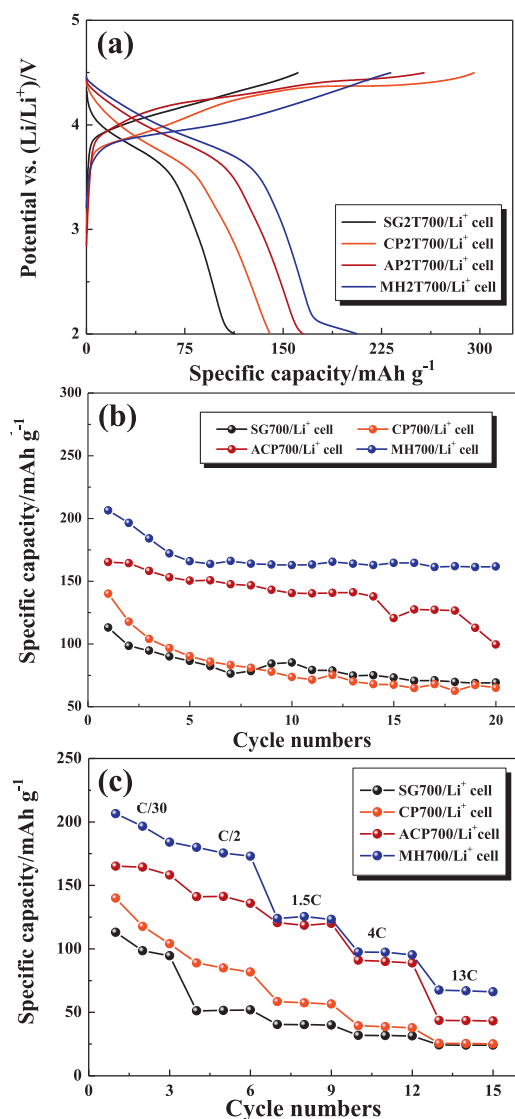 (a)
5
4
3
2
Potential vs. (Li/Li+)/V
SG2T700/Li+ cell
CP2T700/Li+ cell
AP2T700/Li+ cell
MH2T700/Li+ cell
0 75 150 225 300
Specific capacity/mAh g-1
(b)
300
250
200
150
100
50
Specific capacity/mAh g-1
SG700/Li+ cell CP700/Li+ cell
ACP700/Li+ cell MH700/Li+ cell
0 5 10 15 20
Cycle numbers
(c)
250
200
150
100
50
0
Specific capacity/mAh g-1
SG700/Li+ cell
CP700/Li+ cell
ACP700/Li+cell
MH700/Li+ cell
C/30
C/2
1.5C
4C
13C
0 3 6 9 12 15
Cycle numbers